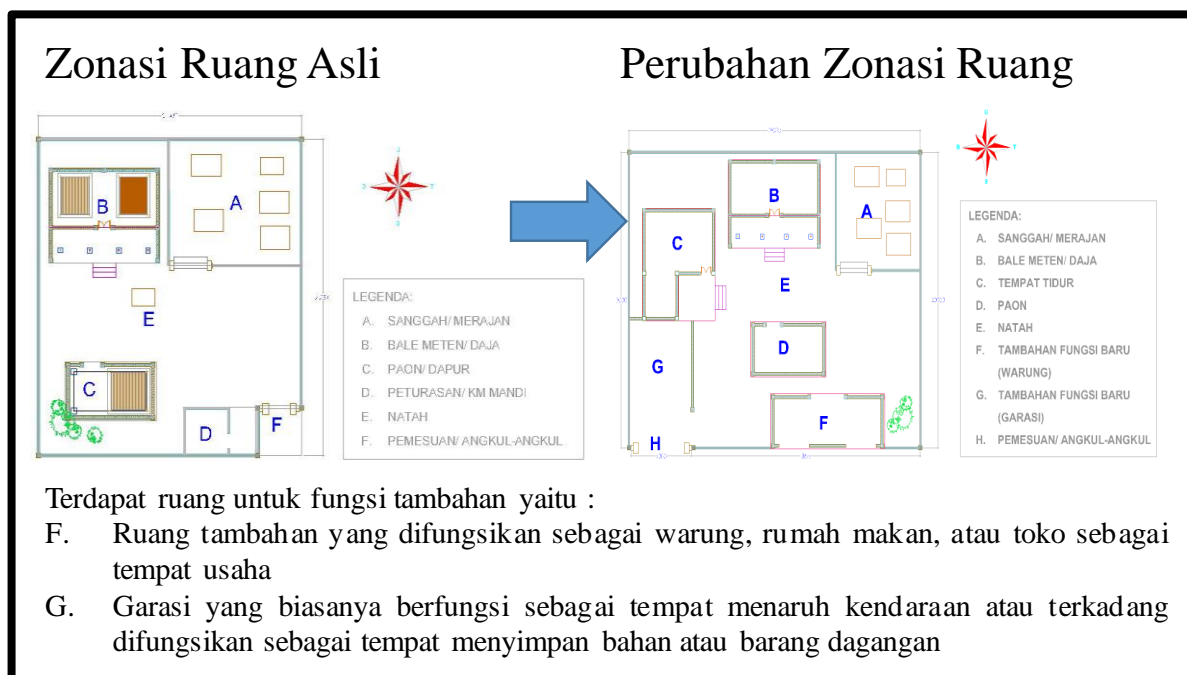 Zonasi Ruang Asli
Perubahan Zonasi Ruang
A
B
E
C
D
F
LEGENDA:
A. SANGGAH/ MERAJAN
B. BALE METEN/ DAJA
C. PAON/ DAPUR
D. PETURASAN/ KM MANDI
E. NATAH
F. PEMESUAN/ ANGKUL-ANGKUL
B
A
C
E
D
G
F
H
LEGENDA:
A. SANGGAH/ MERAJAN
B. BALE METEN/ DAJA
C. TEMPAT TIDUR
D. PAON
E. NATAH
F. TAMBAHAN FUNGSI BARU
(WARUNG)
G. TAMBAHAN FUNGSI BARU
(GARASI)
H. PEMESUAN/ ANGKUL-ANGKUL
Terdapat ruang untuk fungsi tambahan yaitu :
F. Ruang tambahan yang difungsikan sebagai warung, rumah makan, atau toko sebagai
tempat usaha
G. Garasi yang biasanya berfungsi sebagai tempat menaruh kendaraan atau terkadang
difungsikan sebagai tempat menyimpan bahan atau barang dagangan